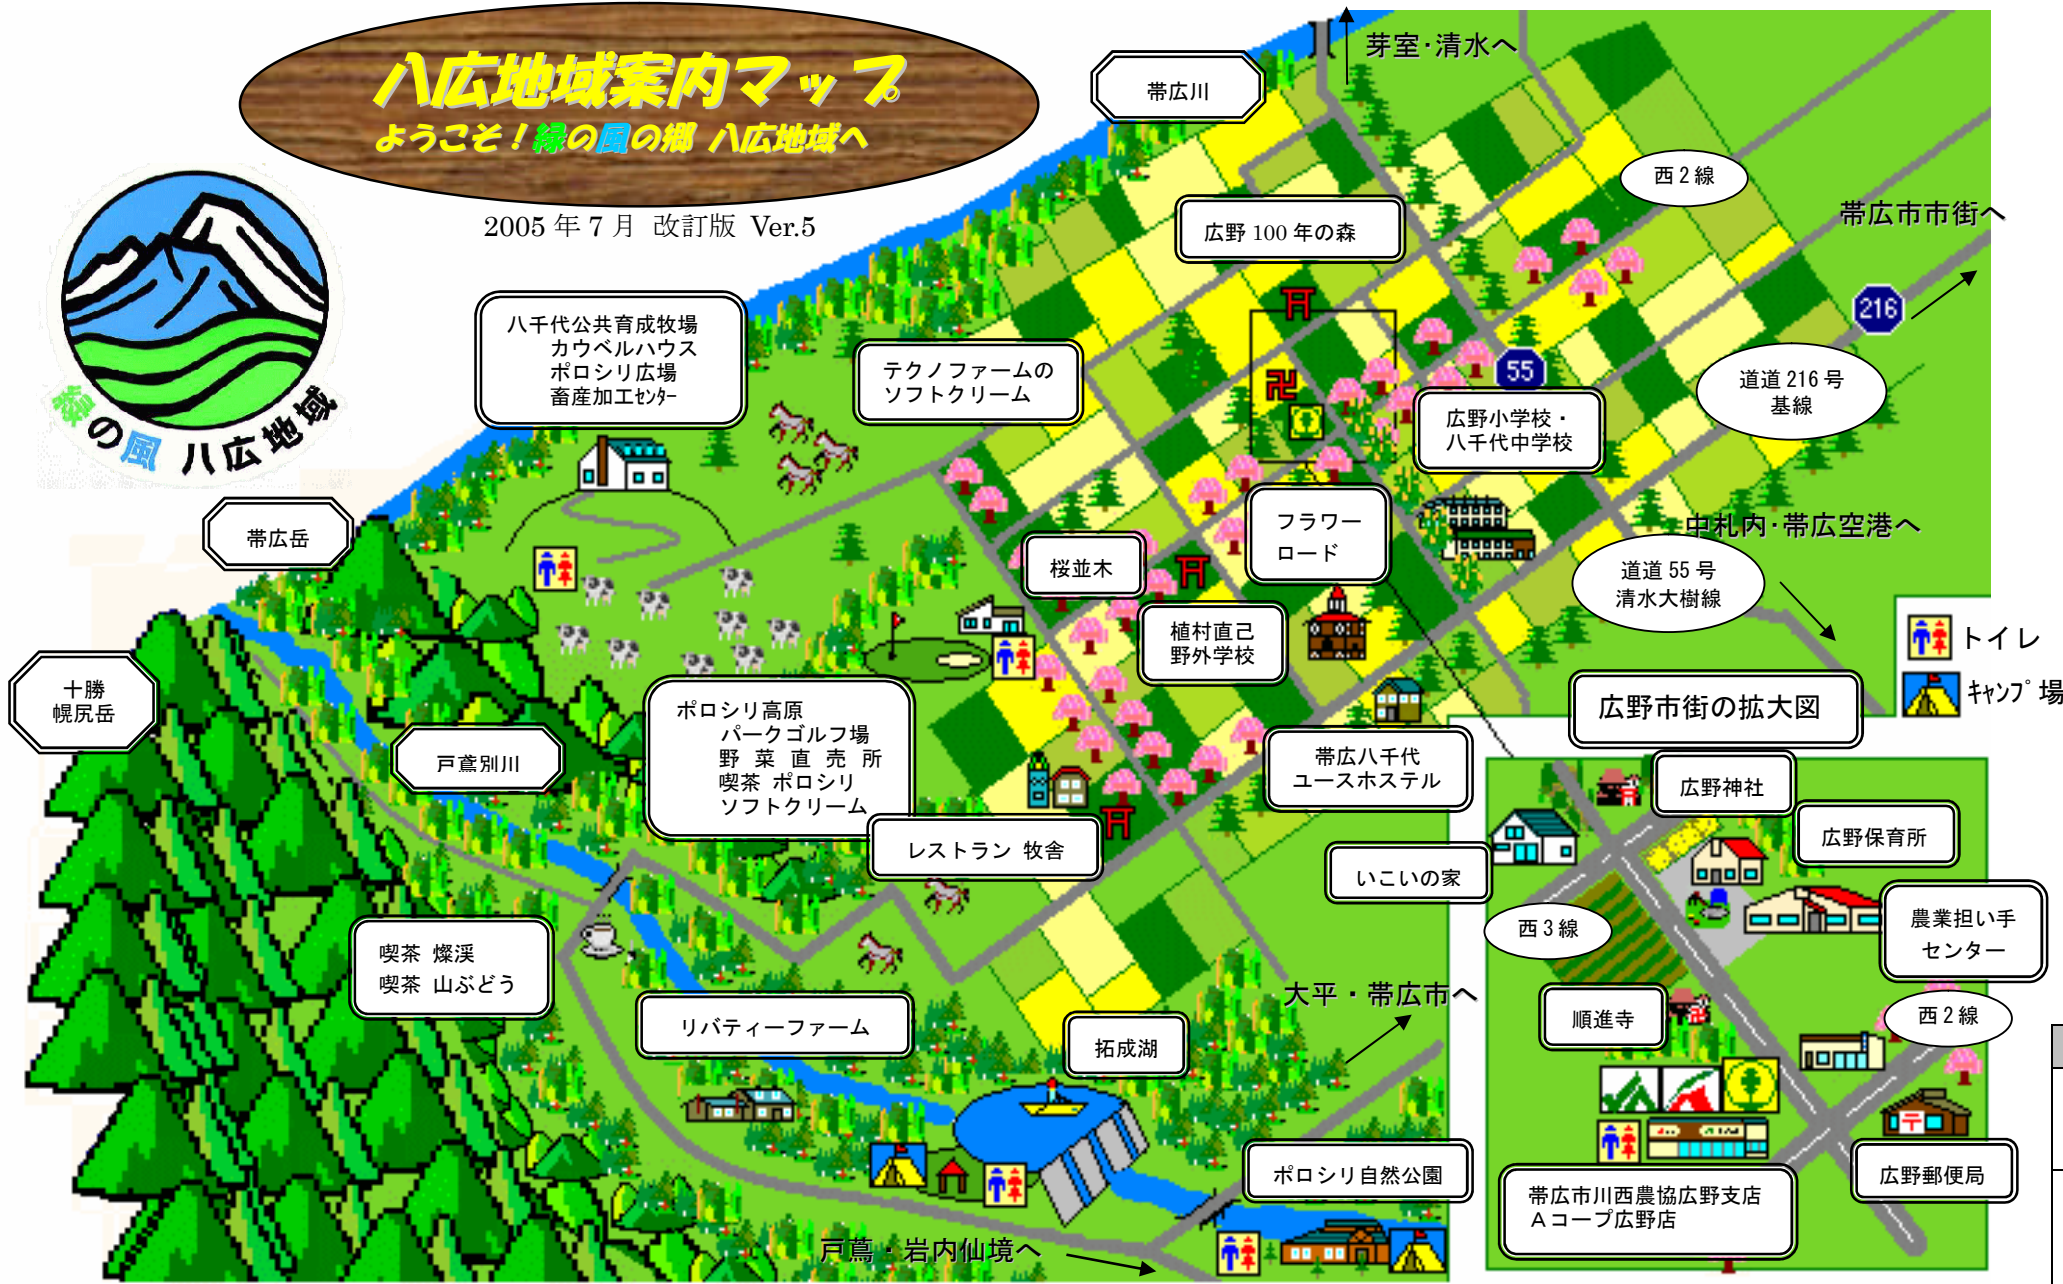 八広地域案内マップ
ようこそ！緑の風の郷 八広地域へ
2005年7月 改訂版 Ver.5
緑の風 八広地域
帯広川
芽室・清水へ
西2線
帯広市市街へ
広野100年の森
216
55
道道216号
基線
八千代公共育成牧場
カウベルハウス
ポロシリ広場
畜産加工ｾﾝﾀｰ
テクノファームの
ソフトクリーム
広野小学校・
八千代中学校
フラワー
ロード
中札内・帯広空港へ
道道55号
清水大樹線
帯広岳
桜並木
植村直己
野外学校
トイレ
ｷｬﾝﾌﾟ場
十勝
幌尻岳
戸蔦別川
ポロシリ高原
パークゴルフ場
野菜直売所
喫茶 ポロシリ
ソフトクリーム
帯広八千代
ユースホステル
レストラン 牧舎
広野市街の拡大図
広野神社
広野保育所
いこいの家
西3線
農業担い手
センター
喫茶 燦渓
喫茶 山ぶどう
リバティーファーム
拓成湖
大平・帯広市へ
順進寺
西2線
ポロシリ自然公園
広野郵便局
帯広市川西農協広野支店
Ａコープ広野店
戸蔦・岩内仙境へ